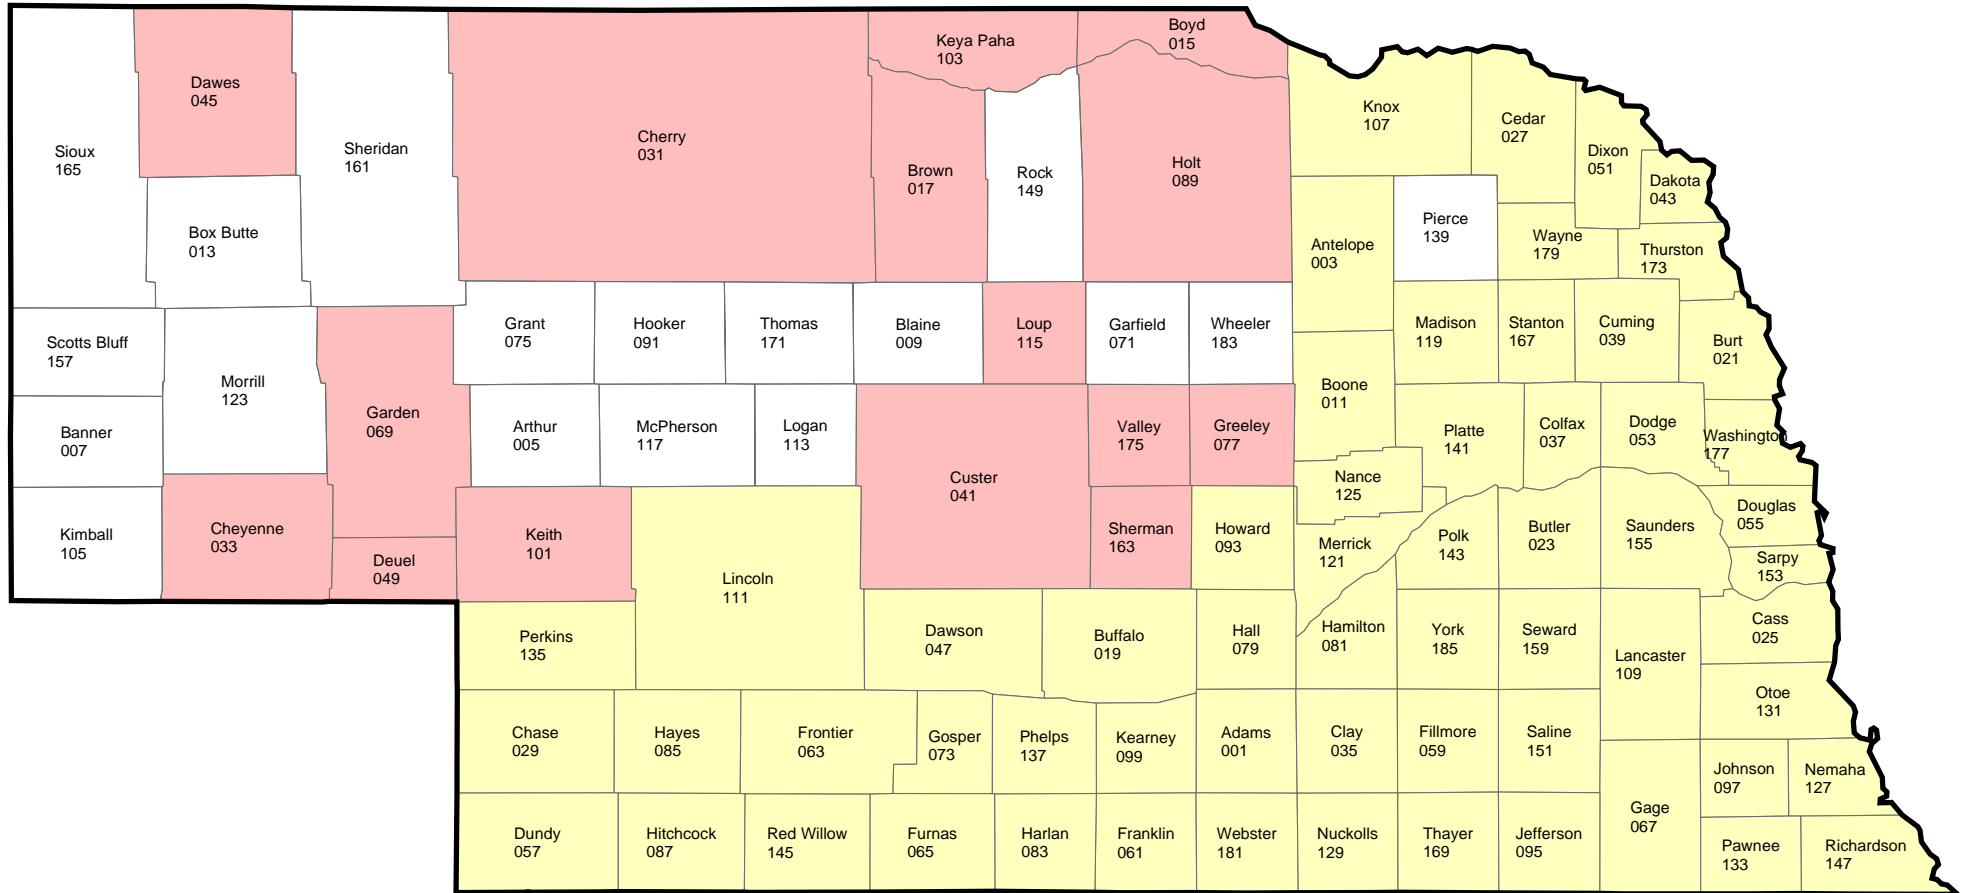 Sioux
165
Dawes
045
Sheridan
161
Box Butte
013
Cherry
031
Keya Paha
103
Boyd
015
Brown
017
Rock
149
Holt
089
Knox
107
Cedar
027
Dixon
051
Dakota
043
Antelope
003
Pierce
139
Wayne
179
Thurston
173
Scotts Bluff
157
Morrill
123
Garden
069
Grant
075
Hooker
091
Thomas
171
Blaine
009
Loup
115
Garfield
071
Wheeler
183
Boone
011
Madison
119
Stanton
167
Cuming
039
Burt
021
Banner
007
Arthur
005
McPherson
117
Logan
113
Custer
041
Valley
175
Greeley
077
Nance
125
Platte
141
Colfax
037
Dodge
053
Washington
177
Kimball
105
Cheyenne
033
Deuel
049
Keith
101
Lincoln
111
Sherman
163
Howard
093
Merrick
121
Polk
143
Butler
023
Saunders
155
Douglas
055
Sarpy
153
Perkins
135
Dawson
047
Buffalo
019
Hall
079
Hamilton
081
York
185
Seward
159
Lancaster
109
Cass
025
Otoe
131
Chase
029
Hayes
085
Frontier
063
Gosper
073
Phelps
137
Kearney
099
Adams
001
Clay
035
Fillmore
059
Saline
151
Gage
067
Johnson
097
Nemaha
127
Dundy
057
Hitchcock
087
Red Willow
145
Furnas
065
Harlan
083
Franklin
061
Webster
181
Nuckolls
129
Thayer
169
Jefferson
095
Pawnee
133
Richardson
147